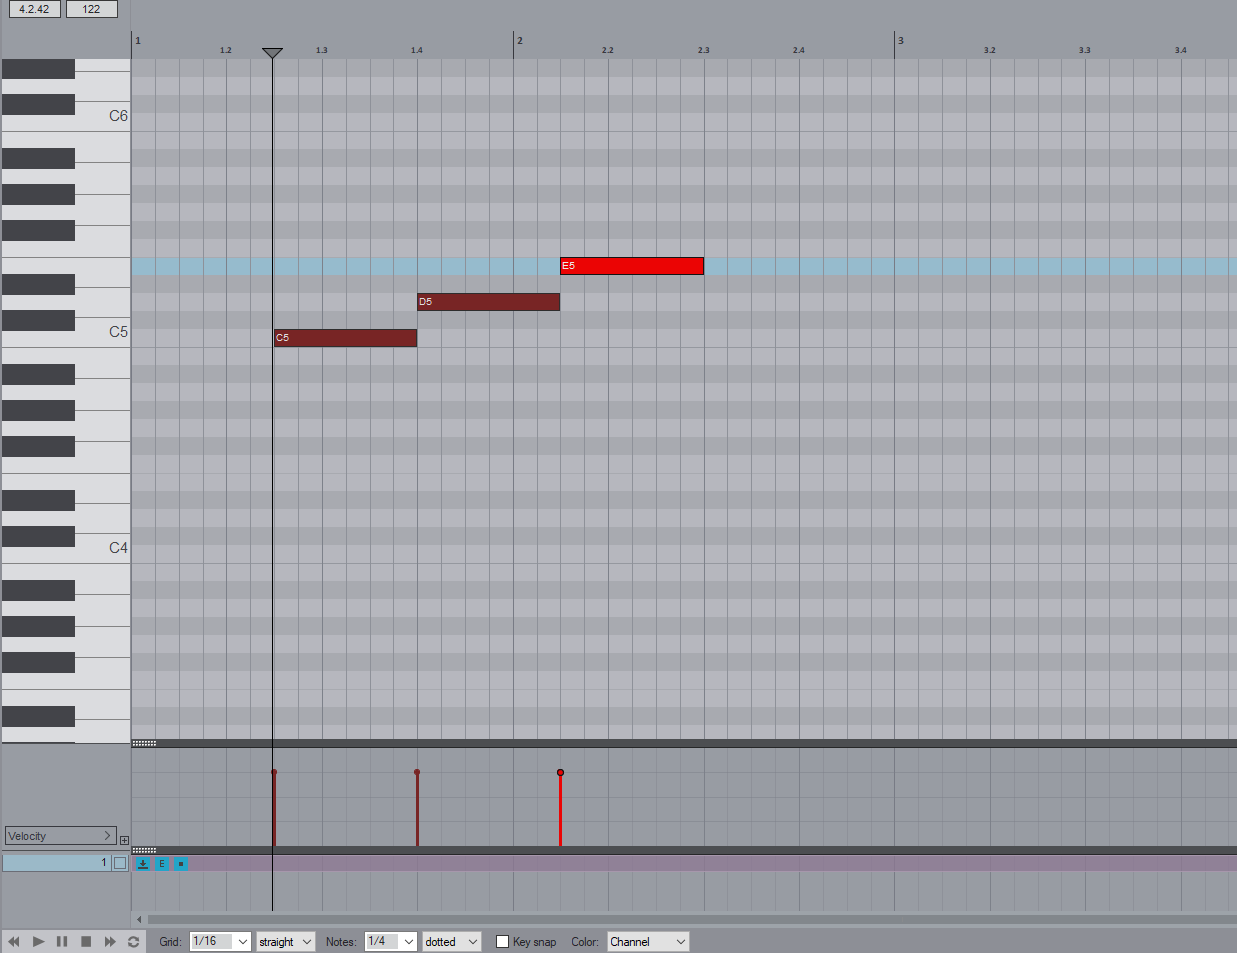 4.2.42 122
1 2 3
1.2 1.3 1.4 2.2 2.3 2.4 3.2 3.3 3.4
C6
E5
D5
C5
C5
C4
Velocity
1 E
Grid: 1/16 straight Notes: 1/4 dotted Key snap Color: Channel